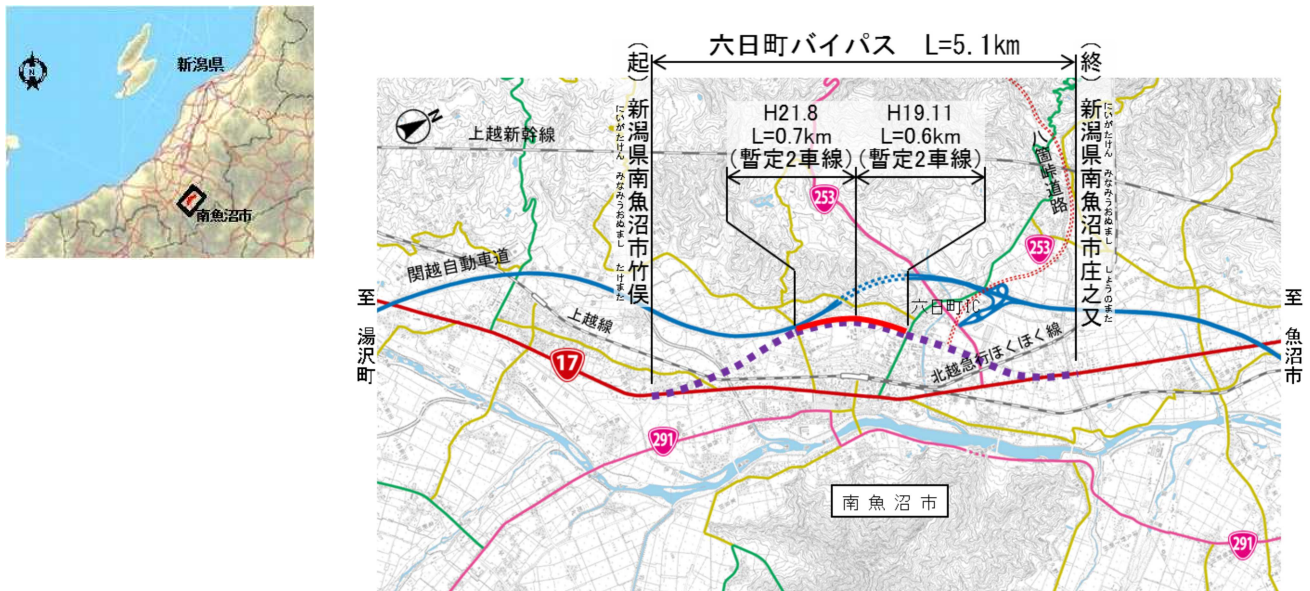 新潟県
南魚沼市
N
六日町バイパス L=5.1km
(起)新潟県南魚沼市竹俣
にいがたけん みなみうおぬまし たけまた
(終)新潟県南魚沼市庄之又
にいがたけん みなみうおぬまし しょうのまた
N
H21.8
L=0.7km
(暫定2車線)
H19.11
L=0.6km
(暫定2車線)
上越新幹線
八箇峠道路
253
253
関越自動車道
六日町IC
上越線
北越急行ほくほく線
17
至 湯沢町
至 魚沼市
291
南魚沼市
291